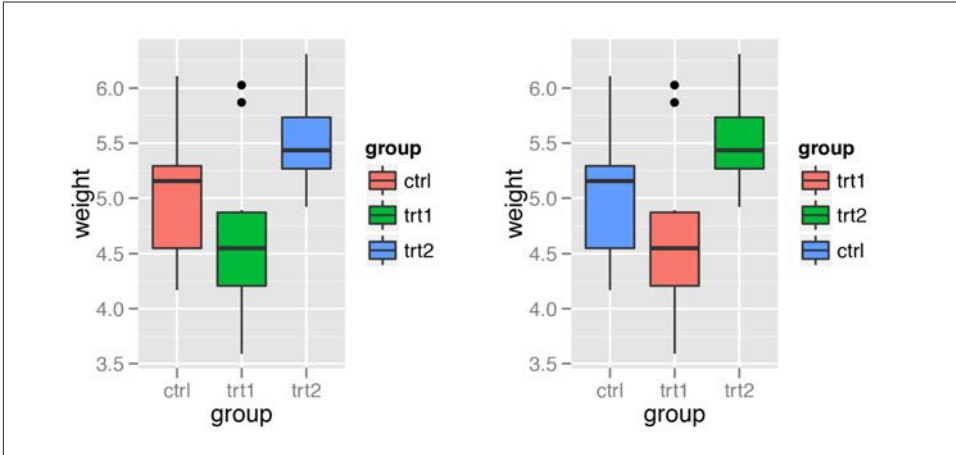 weight
6.0
5.5
5.0
4.5
4.0
3.5
ctrl trt1 trt2
group
group
ctrl
trt1
trt2
weight
6.0
5.5
5.0
4.5
4.0
3.5
ctrl trt1 trt2
group
group
trt1
trt2
ctrl